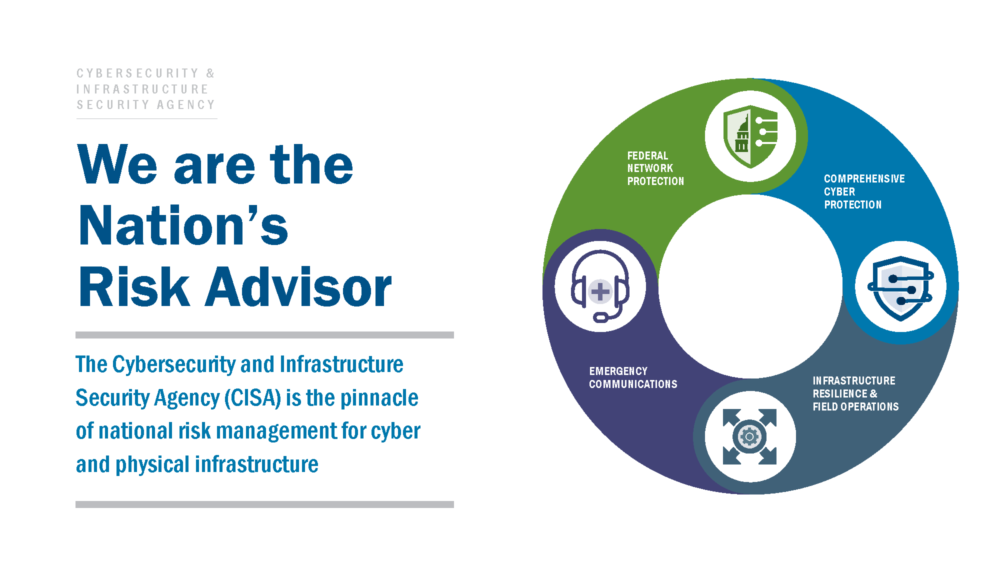 CYBERSECURITY &
INFRASTRUCTURE
SECURITY AGENCY
We are the
Nation’s
Risk Advisor
The Cybersecurity and Infrastructure
Security Agency (CISA) is the pinnacle
of national risk management for cyber
and physical infrastructure
FEDERAL
NETWORK
PROTECTION
COMPREHENSIVE
CYBER
PROTECTION
EMERGENCY
COMMUNICATIONS
INFRASTRUCTURE
RESILIENCE &
FIELD OPERATIONS